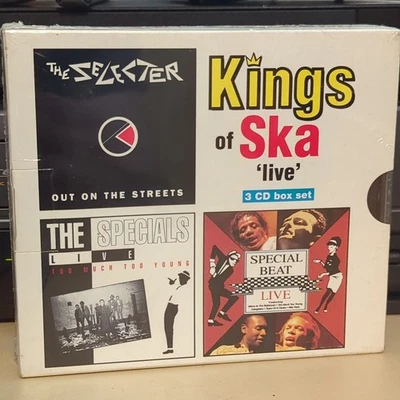 THE SELECTER
OUT ON THE STREETS
Kings
of Ska
'live'
3 CD box set
THE SPECIALS
LIVE
TOO MUCH TOO YOUNG
SPECIAL
BEAT
LIVE